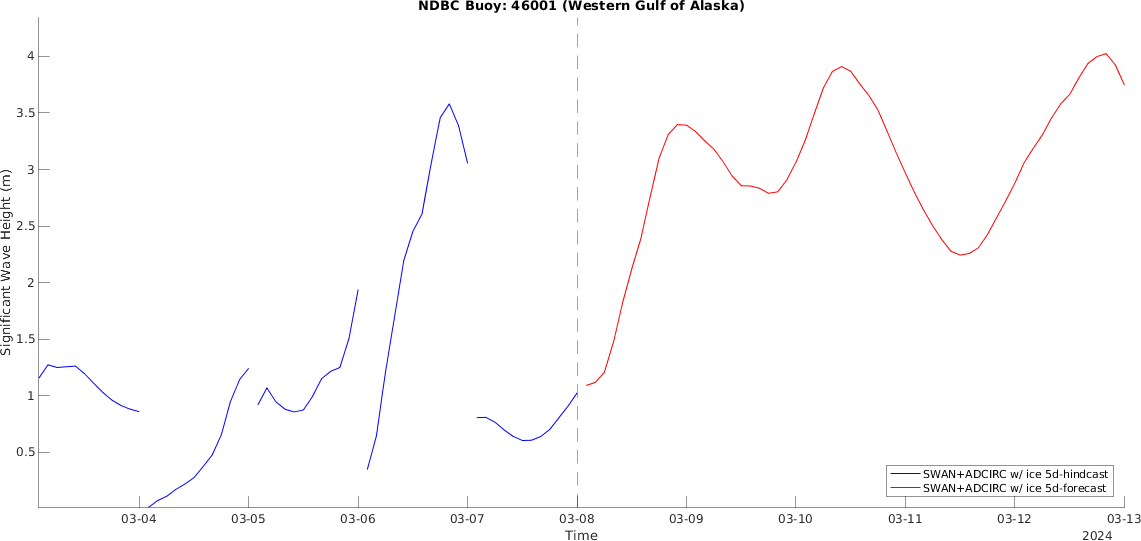 NDBC Buoy: 46001 (Western Gulf of Alaska)
Significant Wave Height (m)
4
3.5
3
2.5
2
1.5
1
0.5
SWAN+ADCIRC w/ ice 5d-hindcast
SWAN+ADCIRC w/ ice 5d-forecast
03-04 03-05 03-06 03-07 03-08 03-09 03-10 03-11 03-12 03-13
Time
2024